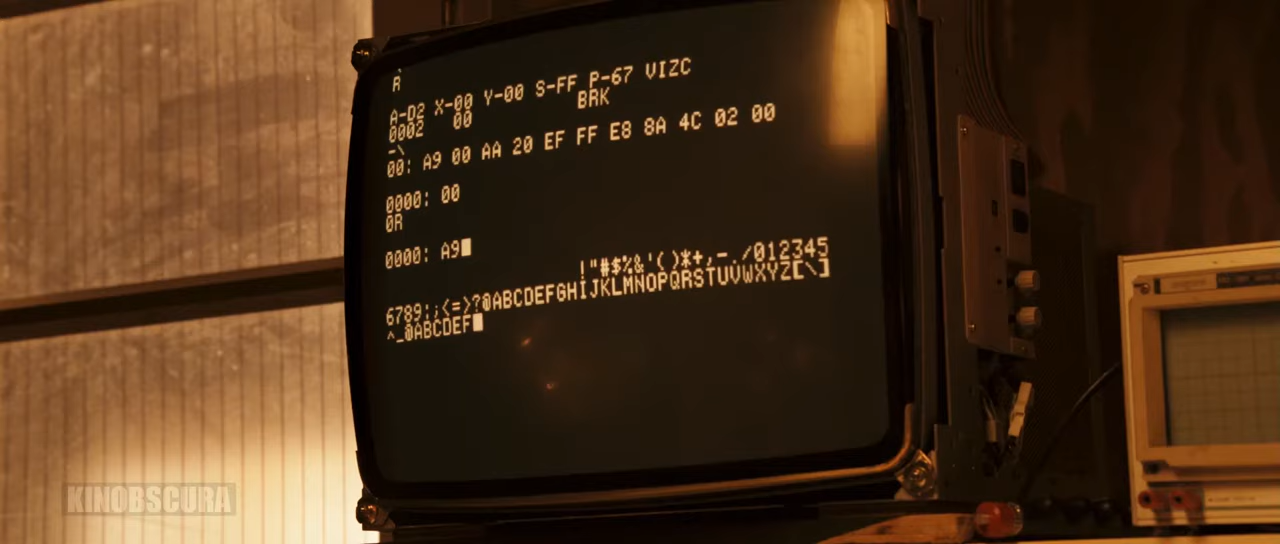 R
A-D2 X-00 Y-00 S-FF P-67 VIZC
0002 00 BRK
-\
00: A9 00 AA 20 EF FF E8 8A 4C 02 00
0000: 00
0R
0000: A9
!"#$%&'()*+,-./012345
6789:;<=>?@ABCDEFGHIJKLMNOPQRSTUVWXYZ[\]
^_@ABCDEF
KINOBSCURA